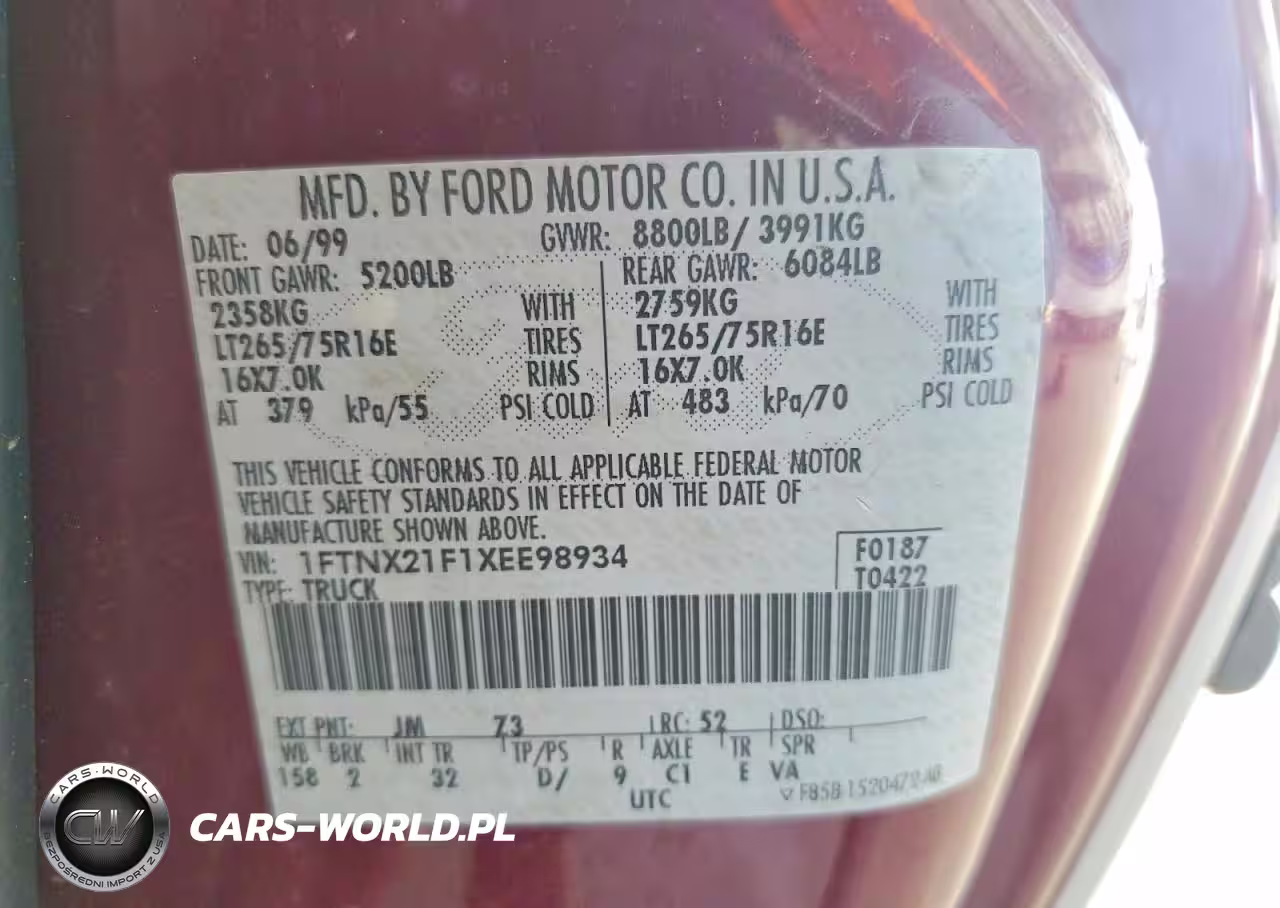 MFD. BY FORD MOTOR CO. IN U.S.A.
DATE: 06/99 GVWR: 8800LB/ 3991KG
FRONT GAWR: 5200LB REAR GAWR: 6084LB
2358KG WITH 2759KG WITH
LT265/75R16E TIRES LT265/75R16E TIRES
16X7.0K RIMS 16X7.0K RIMS
AT 379 kPa/55 PSI COLD AT 483 kPa/70 PSI COLD
THIS VEHICLE CONFORMS TO ALL APPLICABLE FEDERAL MOTOR
VEHICLE SAFETY STANDARDS IN EFFECT ON THE DATE OF
MANUFACTURE SHOWN ABOVE.
VIN: 1FTNX21F1XEE98934 F0187
TYPE: TRUCK T0422
EXT PNT: JM Z3 RC: 52 DSO:
WB BRK INT TR TP/PS R AXLE TR SPR
158 2 32 D/ 9 C1 E VA
UTC
CARS-WORLD
CW
BEZPOŚREDNI IMPORT Z USA
CARS-WORLD.PL